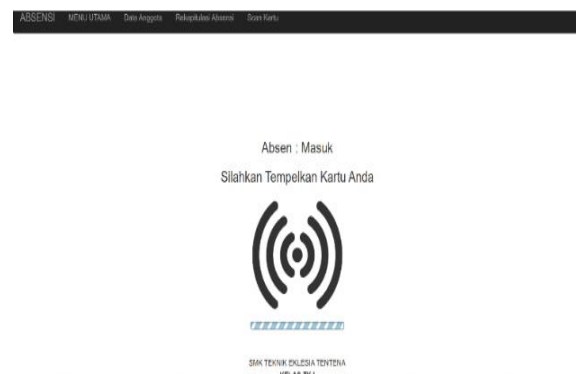 ABSENSI MENU UTAMA Data Anggota Rekapitulasi Absensi Scan Kartu
Absen : Masuk
Silahkan Tempelkan Kartu Anda
SMK TEKNIK EKLESIA TENTENA